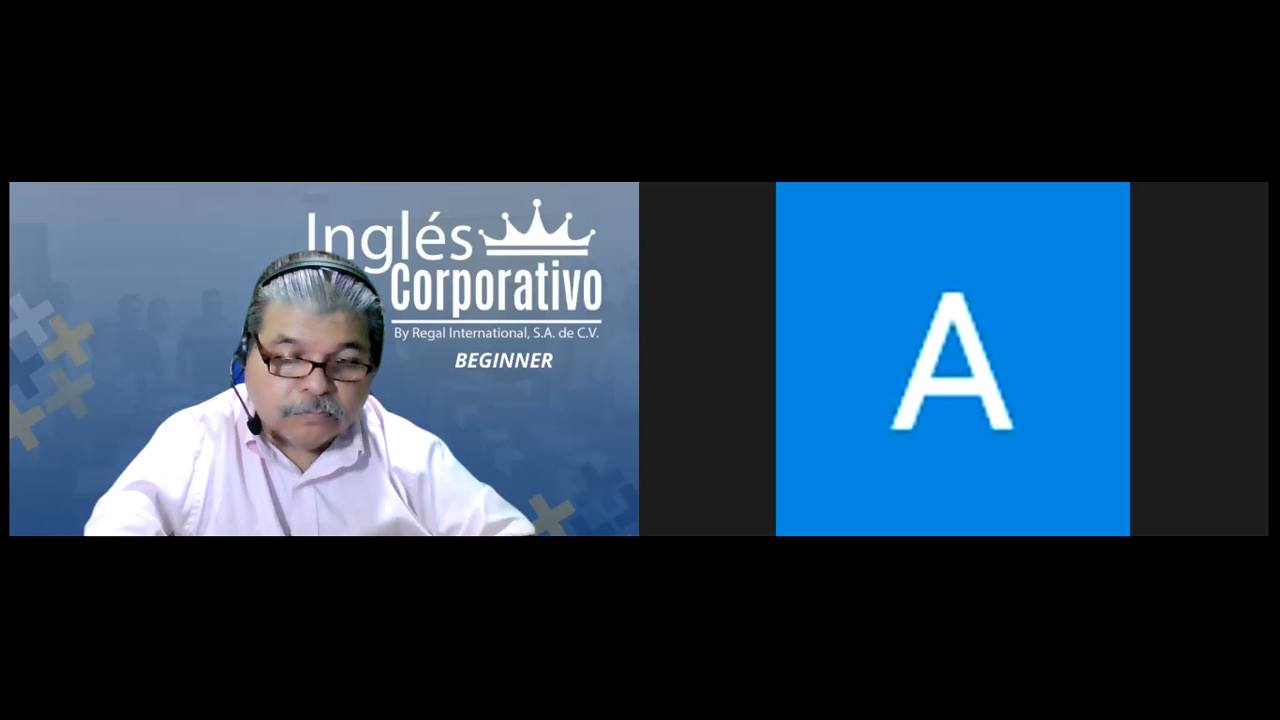 Inglés
Corporativo
By Regal International, S.A. de C.V.
BEGINNER
A